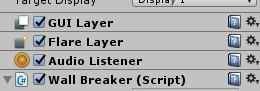 Target Display
Display 1
GUI Layer
Flare Layer
Audio Listener
Wall Breaker (Script)